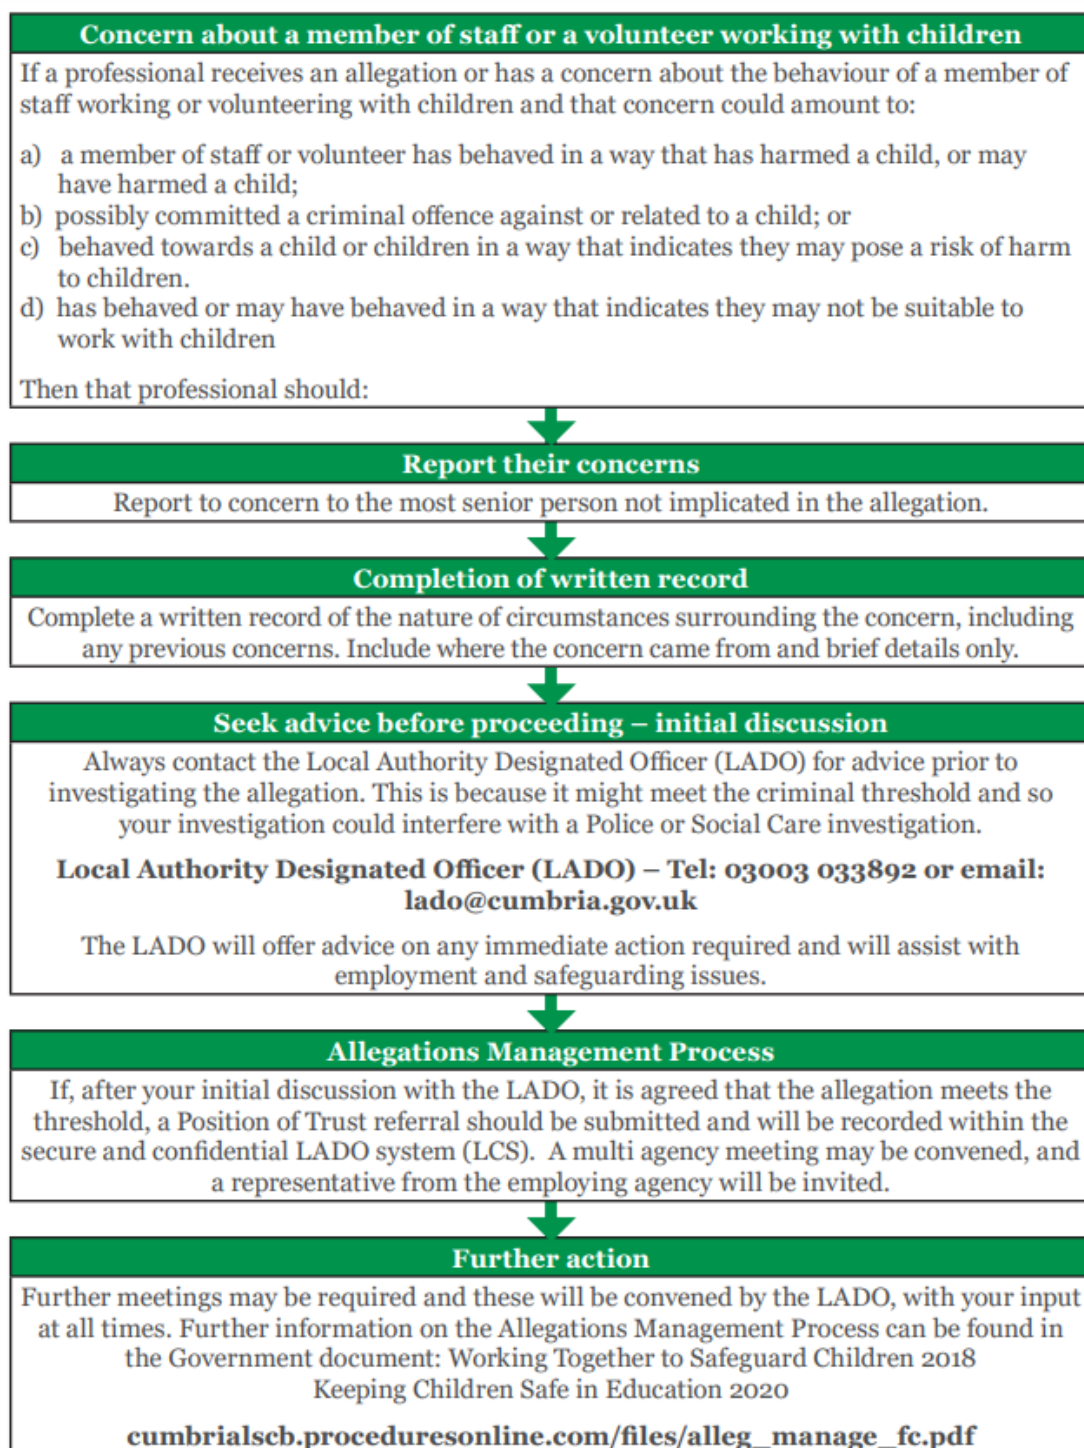 Concern about a member of staff or a volunteer working with children
If a professional receives an allegation or has a concern about the behaviour of a member of
staff working or volunteering with children and that concern could amount to:
a) a member of staff or volunteer has behaved in a way that has harmed a child, or may
have harmed a child;
b) possibly committed a criminal offence against or related to a child; or
c) behaved towards a child or children in a way that indicates they may pose a risk of harm
to children.
d) has behaved or may have behaved in a way that indicates they may not be suitable to
work with children
Then that professional should:
Report their concerns
Report to concern to the most senior person not implicated in the allegation.
Completion of written record
Complete a written record of the nature of circumstances surrounding the concern, including
any previous concerns. Include where the concern came from and brief details only.
Seek advice before proceeding – initial discussion
Always contact the Local Authority Designated Officer (LADO) for advice prior to
investigating the allegation. This is because it might meet the criminal threshold and so
your investigation could interfere with a Police or Social Care investigation.
Local Authority Designated Officer (LADO) – Tel: 03003 033892 or email:
lado@cumbria.gov.uk
The LADO will offer advice on any immediate action required and will assist with
employment and safeguarding issues.
Allegations Management Process
If, after your initial discussion with the LADO, it is agreed that the allegation meets the
threshold, a Position of Trust referral should be submitted and will be recorded within the
secure and confidential LADO system (LCS). A multi agency meeting may be convened, and
a representative from the employing agency will be invited.
Further action
Further meetings may be required and these will be convened by the LADO, with your input
at all times. Further information on the Allegations Management Process can be found in
the Government document: Working Together to Safeguard Children 2018
Keeping Children Safe in Education 2020
cumbrialscb.proceduresonline.com/files/alleg_manage_fc.pdf